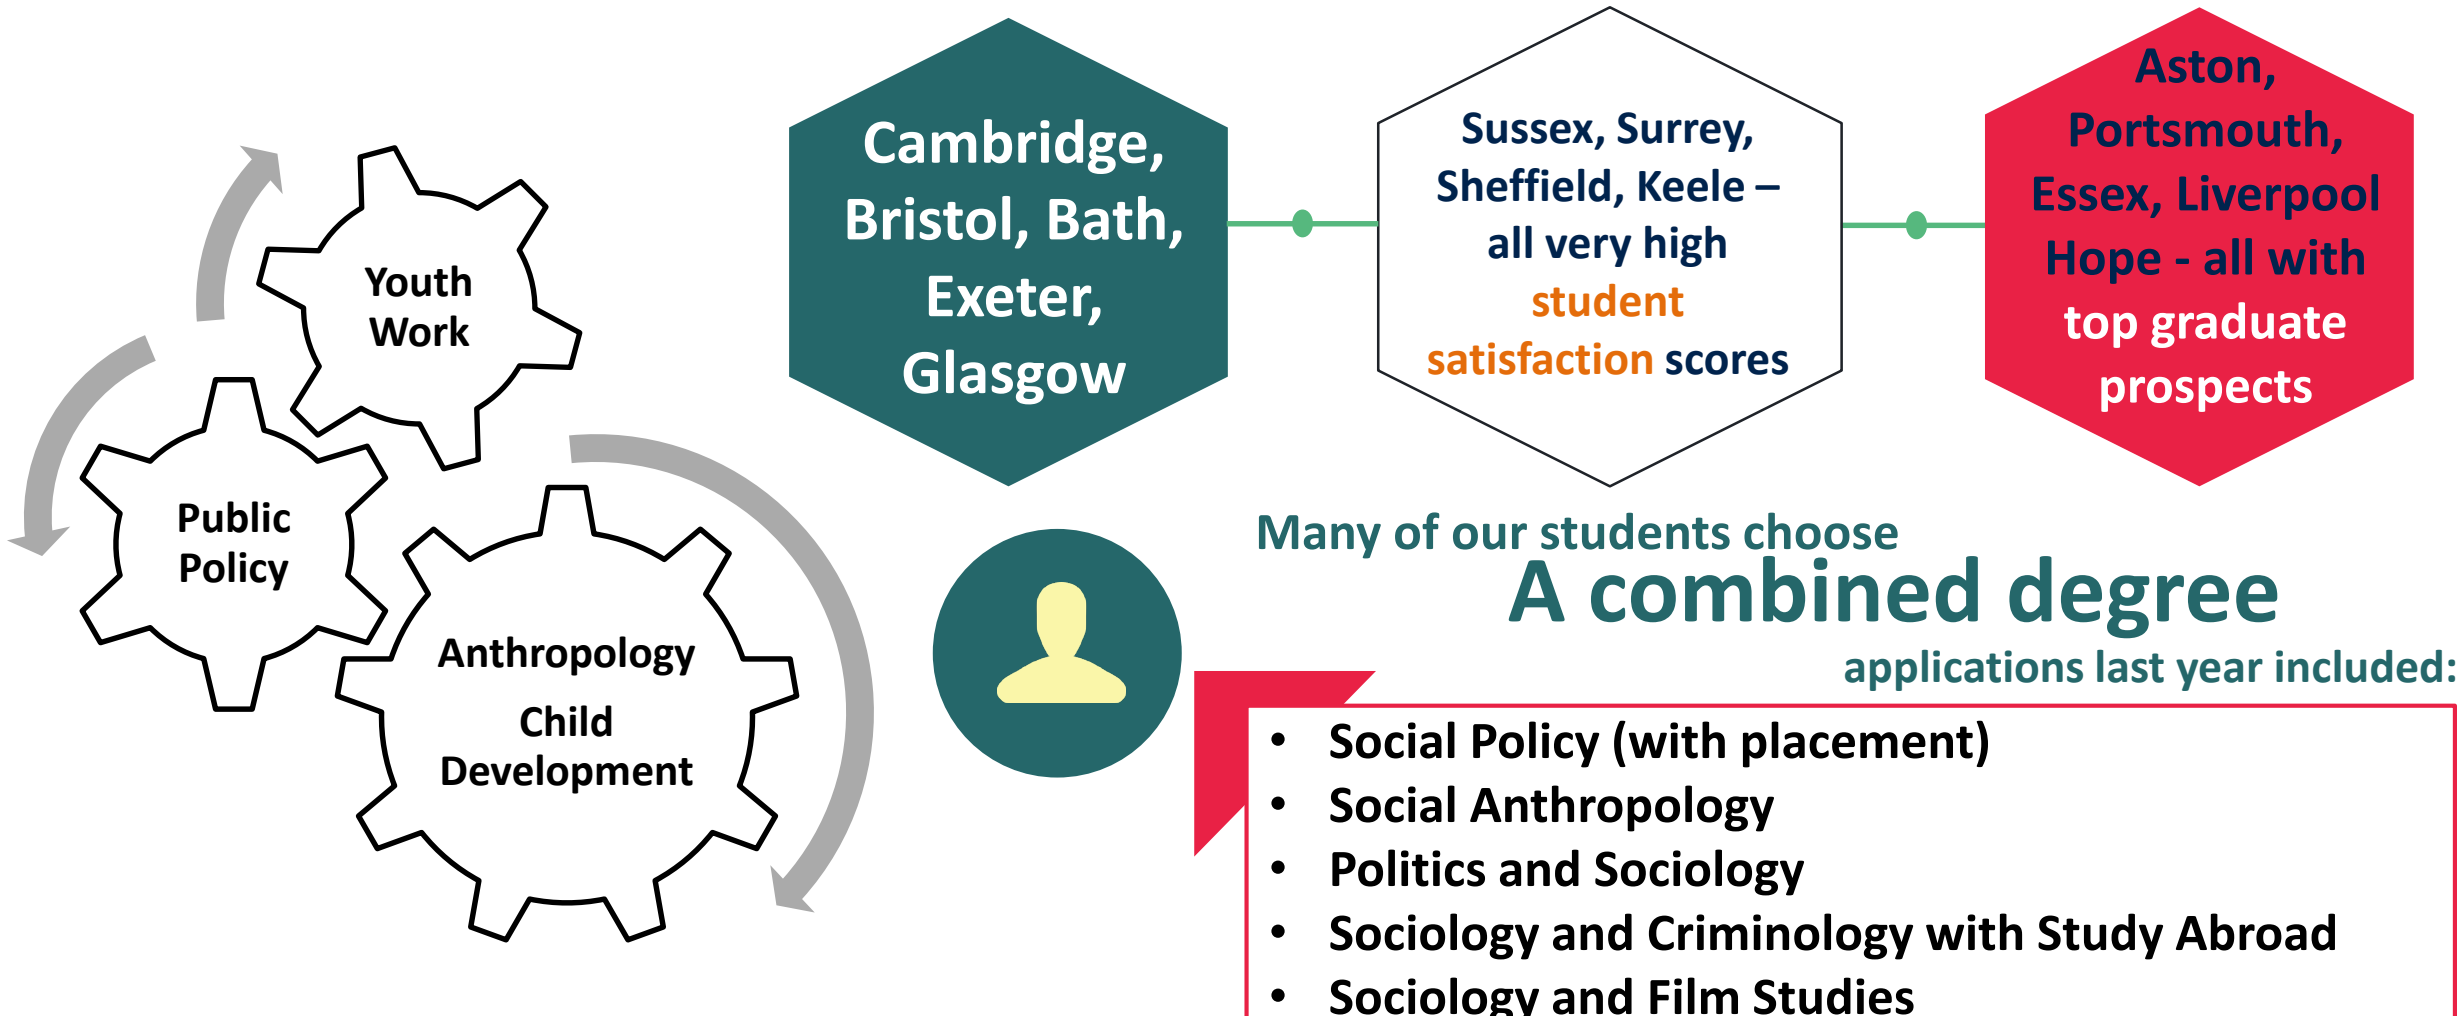 Youth
Work
Public
Policy
Anthropology
Child
Development
Cambridge,
Bristol, Bath,
Exeter,
Glasgow
Sussex, Surrey,
Sheffield, Keele –
all very high
student
satisfaction scores
Aston,
Portsmouth,
Essex, Liverpool
Hope - all with
top graduate
prospects
Many of our students choose
A combined degree
applications last year included:
• Social Policy (with placement)
• Social Anthropology
• Politics and Sociology
• Sociology and Criminology with Study Abroad
• Sociology and Film Studies